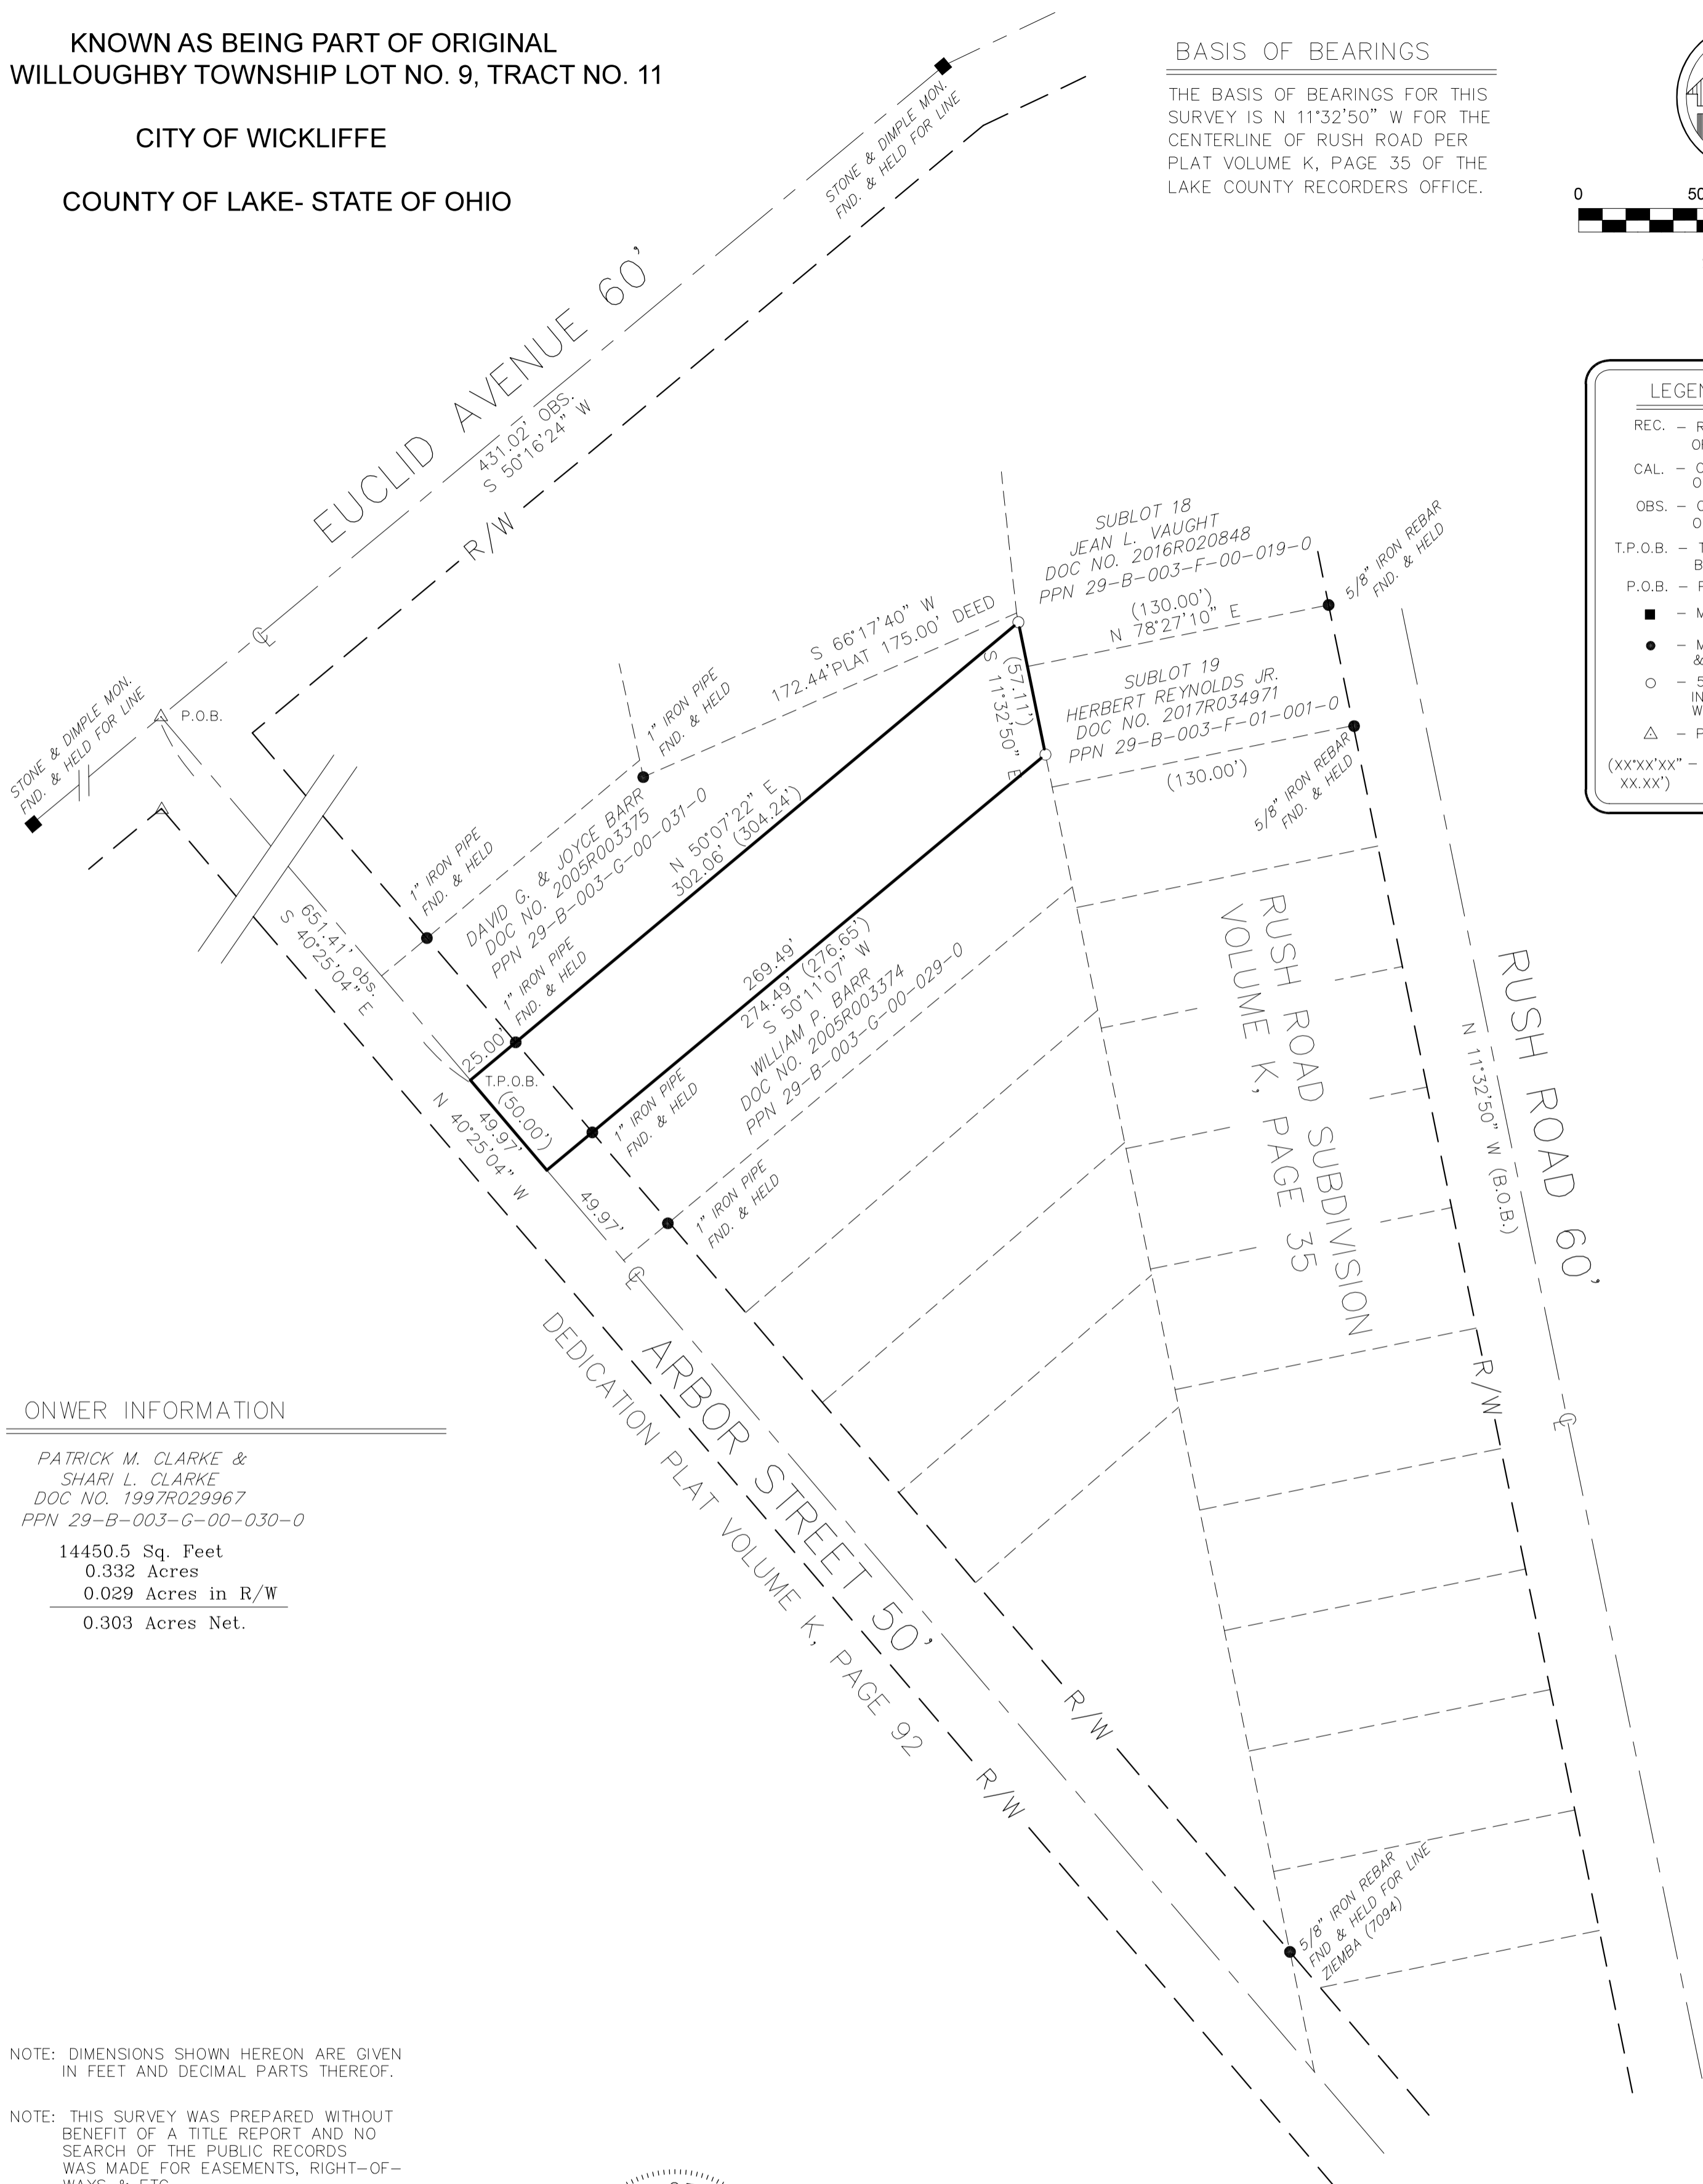 KNOWN AS BEING PART OF ORIGINAL
WILLOUGHBY TOWNSHIP LOT NO. 9, TRACT NO. 11
CITY OF WICKLIFFE
COUNTY OF LAKE- STATE OF OHIO
BASIS OF BEARINGS
THE BASIS OF BEARINGS FOR THIS
SURVEY IS N 11°32'50" W FOR THE
CENTERLINE OF RUSH ROAD PER
PLAT VOLUME K, PAGE 35 OF THE
LAKE COUNTY RECORDERS OFFICE.
0 50
STONE & DIMPLE MON.
FND. & HELD FOR LINE
EUCLID AVENUE 60'
431.02' OBS.
S 50°16'24" W
R/W
STONE & DIMPLE MON.
FND. & HELD FOR LINE
P.O.B.
LEGEN
REC. –
CAL. –
OBS. –
T.P.O.B. –
P.O.B. –
(XX°XX'XX" –
XX.XX')
SUBLOT 18
JEAN L. VAUGHT
DOC NO. 2016R020848
PPN 29-B-003-F-00-019-0
(130.00')
N 78°27'10" E
5/8" IRON REBAR
FND. & HELD
S 66°17'40" W
172.44'PLAT 175.00' DEED
1" IRON PIPE
FND. & HELD
S 11°32'50" E
(57.11')
SUBLOT 19
HERBERT REYNOLDS JR.
DOC NO. 2017R034971
PPN 29-B-003-F-01-001-0
(130.00')
5/8" IRON REBAR
FND. & HELD
1" IRON PIPE
FND. & HELD
DAVID G. & JOYCE BARR
DOC NO. 2005R003375
PPN 29-B-003-G-00-031-0
N 50°07'22" E
302.06' (304.24')
1" IRON PIPE
FND. & HELD
651.41' obs.
S 40°25'04" E
269.49'
274.49' (276.65')
S 50°11'07" W
WILLIAM P. BARR
DOC NO. 2005R003374
PPN 29-B-003-G-00-029-0
25.00'
T.P.O.B.
(50.00')
49.97'
N 40°25'04" W
1" IRON PIPE
FND. & HELD
49.97'
1" IRON PIPE
FND. & HELD
RUSH ROAD SUBDIVISION
VOLUME K, PAGE 35
RUSH ROAD 60'
N 11°32'50" W (B.O.B.)
R/W
ARBOR STREET 50'
DEDICATION PLAT VOLUME K, PAGE 92
R/W
R/W
5/8" IRON REBAR
FND & HELD FOR LINE
ZIEMBA (7094)
ONWER INFORMATION
PATRICK M. CLARKE &
SHARI L. CLARKE
DOC NO. 1997R029967
PPN 29-B-003-G-00-030-0
14450.5 Sq. Feet
0.332 Acres
0.029 Acres in R/W
0.303 Acres Net.
NOTE: DIMENSIONS SHOWN HEREON ARE GIVEN
IN FEET AND DECIMAL PARTS THEREOF.
NOTE: THIS SURVEY WAS PREPARED WITHOUT
BENEFIT OF A TITLE REPORT AND NO
SEARCH OF THE PUBLIC RECORDS
WAS MADE FOR EASEMENTS, RIGHT-OF-
WAYS & ETC.